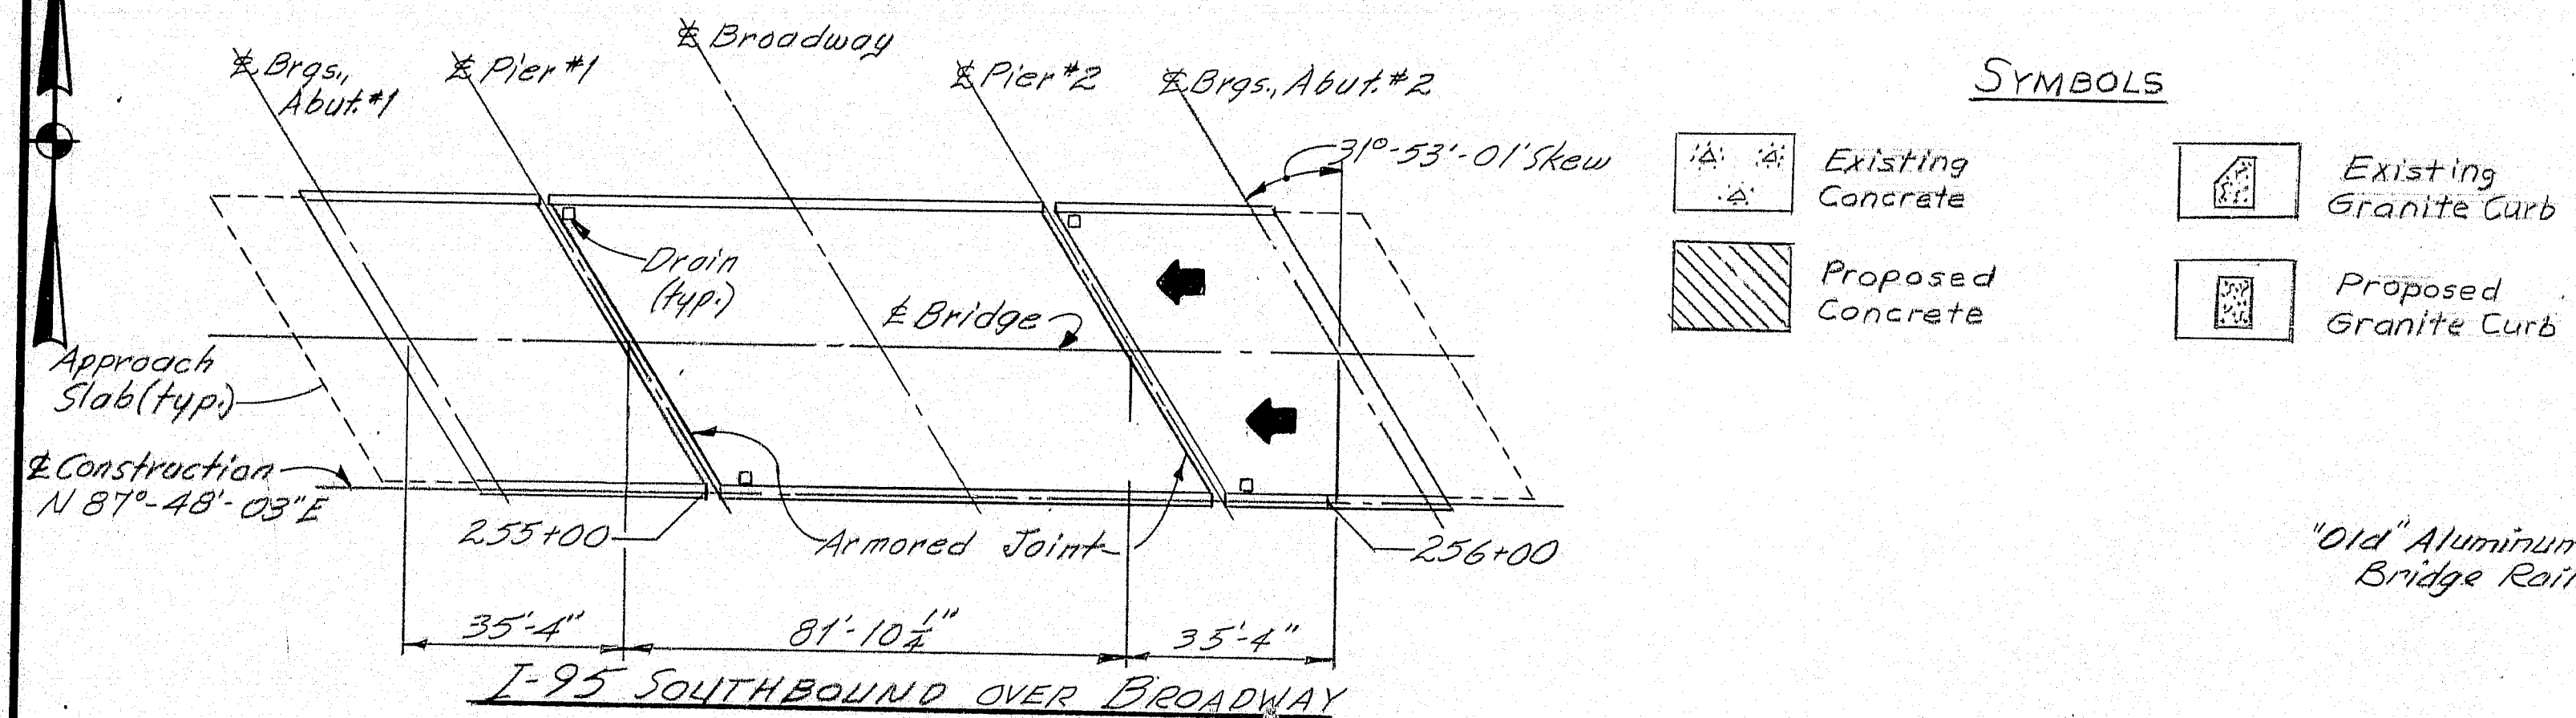 ℄ Brgs.,
Abut. #1
℄ Pier #1
℄ Broadway
℄ Pier #2
℄ Brgs., Abut. #2
31°-53'-01' Skew
Drain
(typ.)
℄ Bridge
Approach
Slab (typ.)
℄ Construction
N 87°-48'-03" E
255+00
Armored Joint
256+00
35'-4"
81'-10 1/4"
35'-4"
I-95 SOUTHBOUND OVER BROADWAY
SYMBOLS
Existing
Concrete
Existing
Granite Curb
Proposed
Concrete
Proposed
Granite Curb
"Old" Aluminum
Bridge Rail